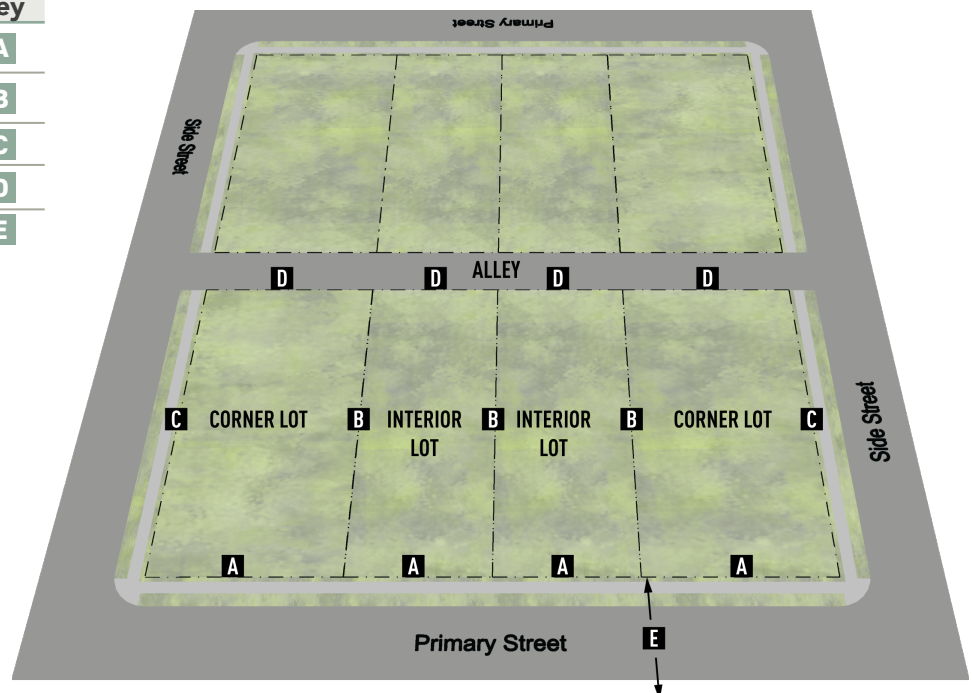 ey
A
B
C
D
E
Primary Street
Side Street
ALLEY
D D D D
C CORNER LOT B INTERIOR LOT B INTERIOR LOT B CORNER LOT C
Side Street
A A A A
Primary Street
E